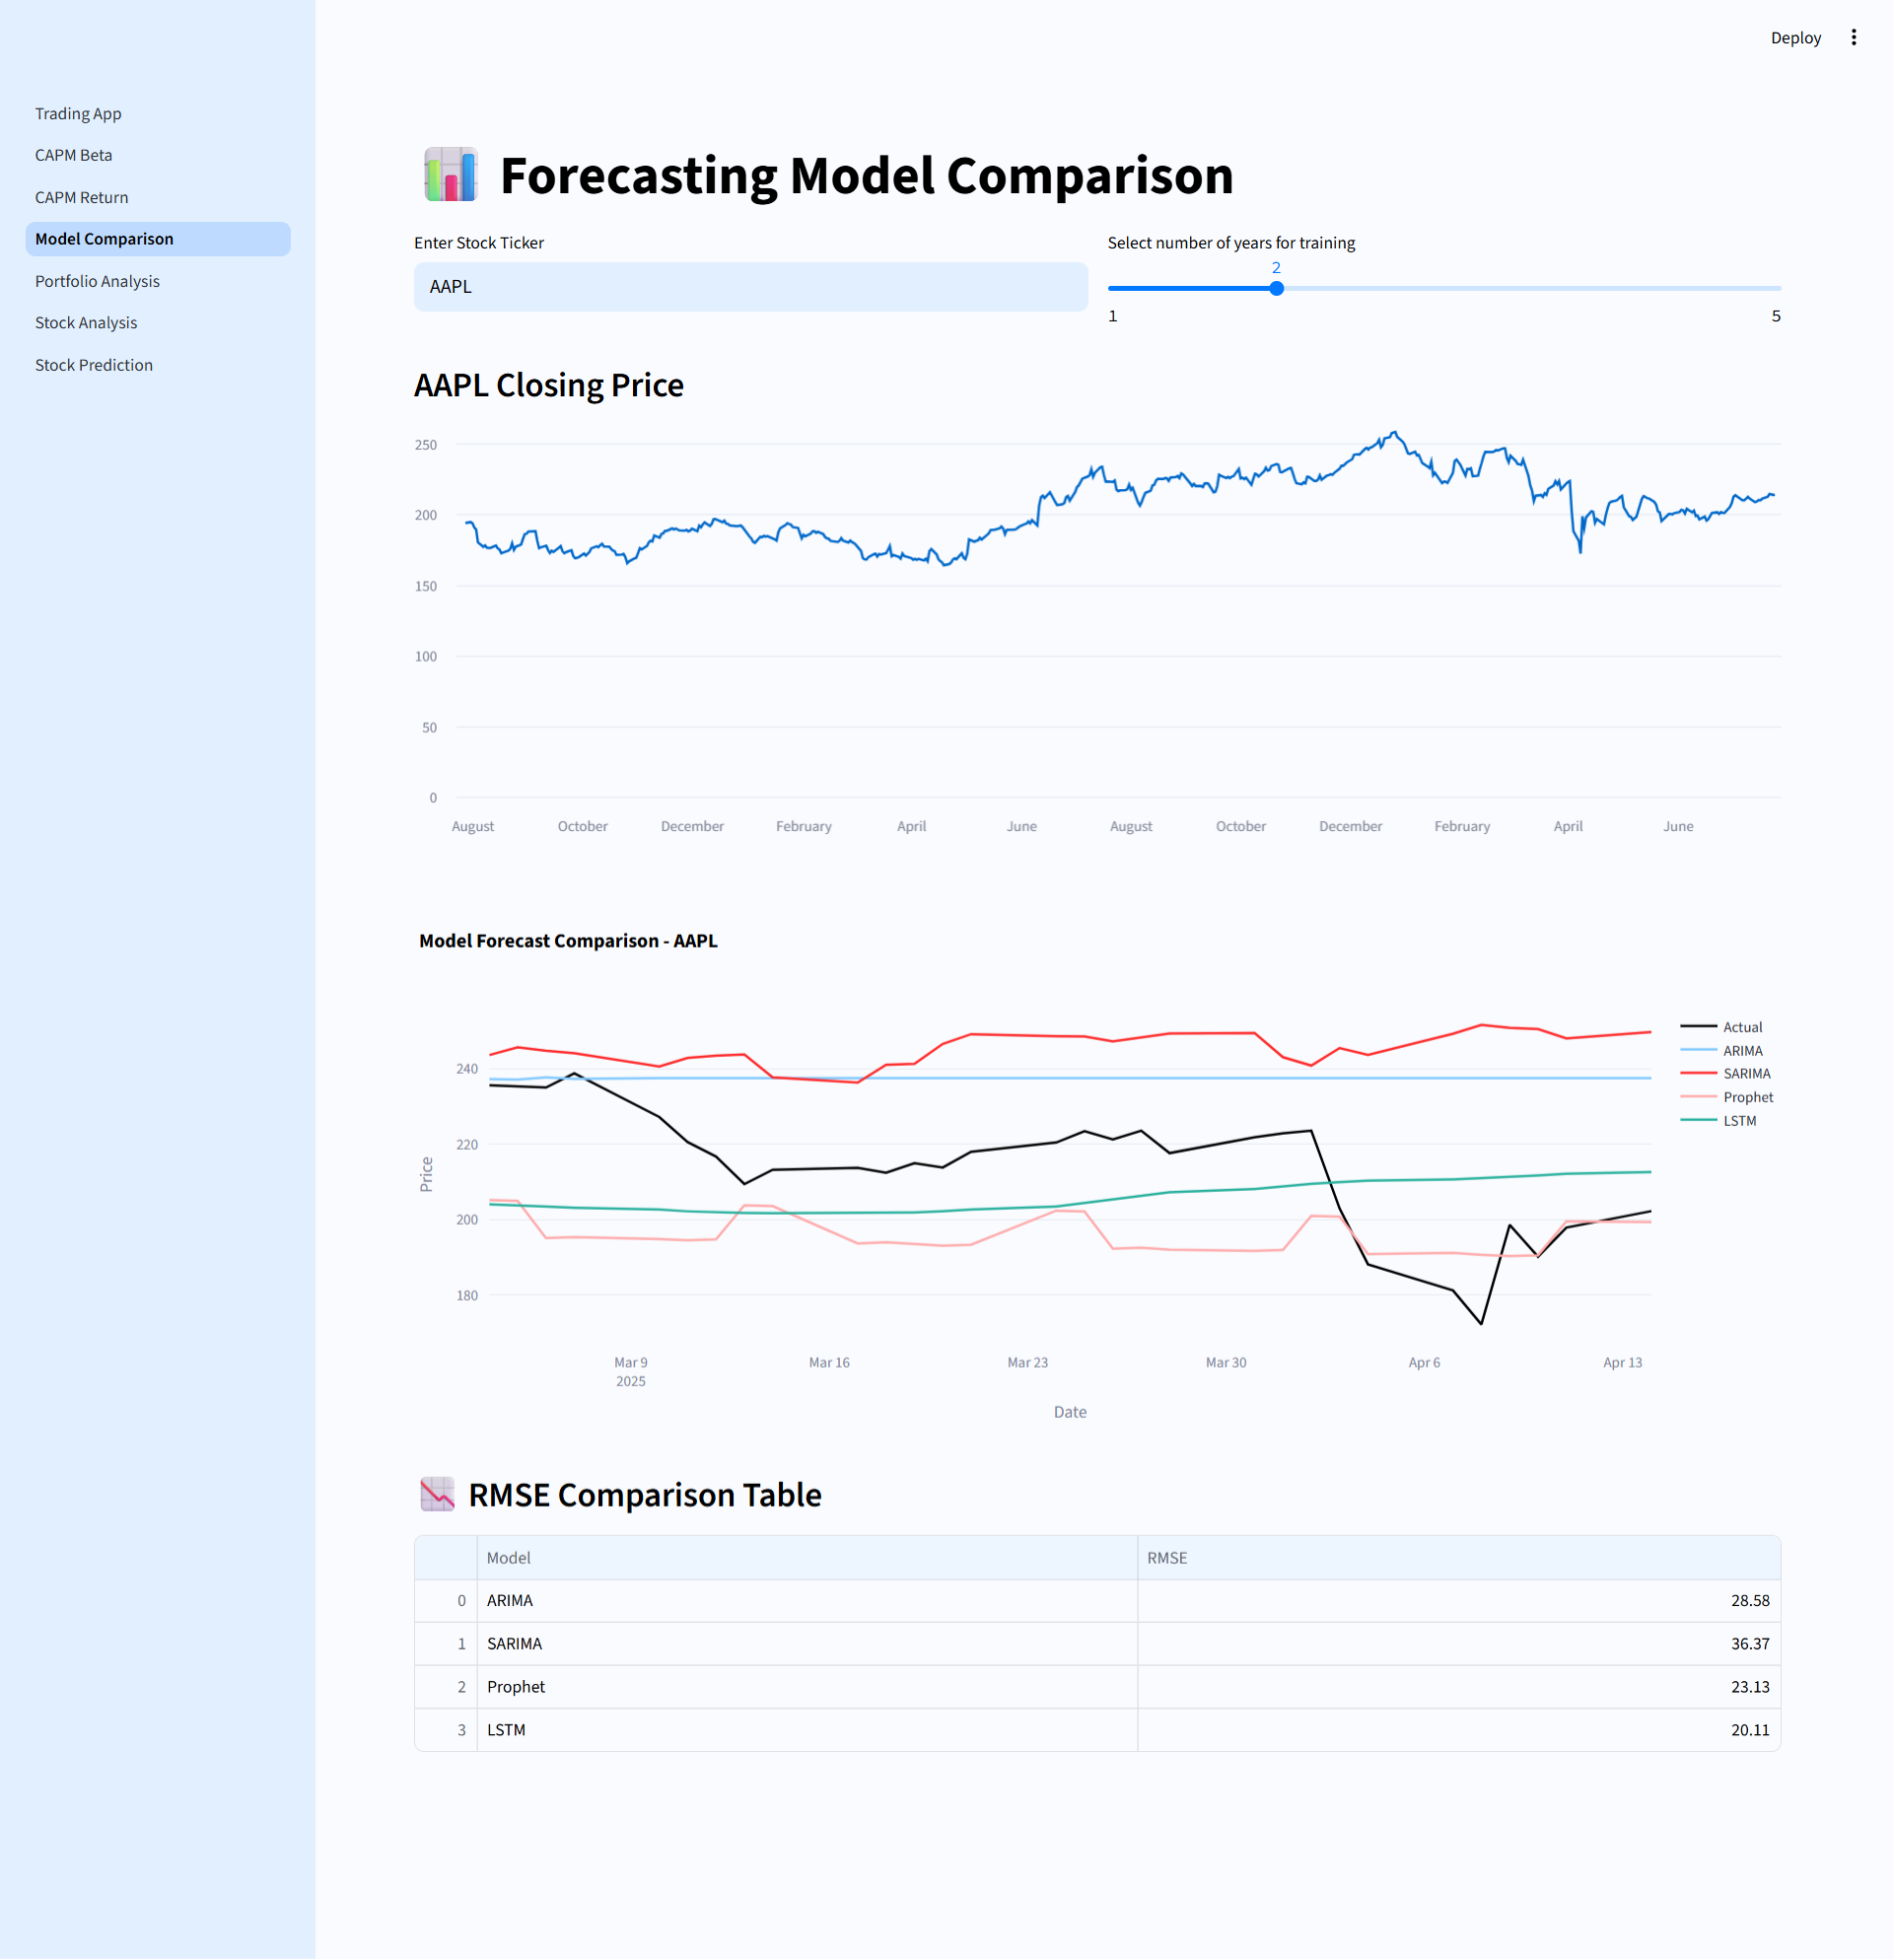 Deploy
Trading App
CAPM Beta
CAPM Return
Model Comparison
Portfolio Analysis
Stock Analysis
Stock Prediction
Forecasting Model Comparison
Enter Stock Ticker
AAPL
Select number of years for training
2
1 5
AAPL Closing Price
250
200
150
100
50
0
August October December February April June August October December February April June
Model Forecast Comparison - AAPL
Actual
ARIMA
SARIMA
Prophet
LSTM
240
220
200
180
Price
Mar 9 Mar 16 Mar 23 Mar 30 Apr 6 Apr 13
2025
Date
RMSE Comparison Table
Model RMSE
0 ARIMA 28.58
1 SARIMA 36.37
2 Prophet 23.13
3 LSTM 20.11